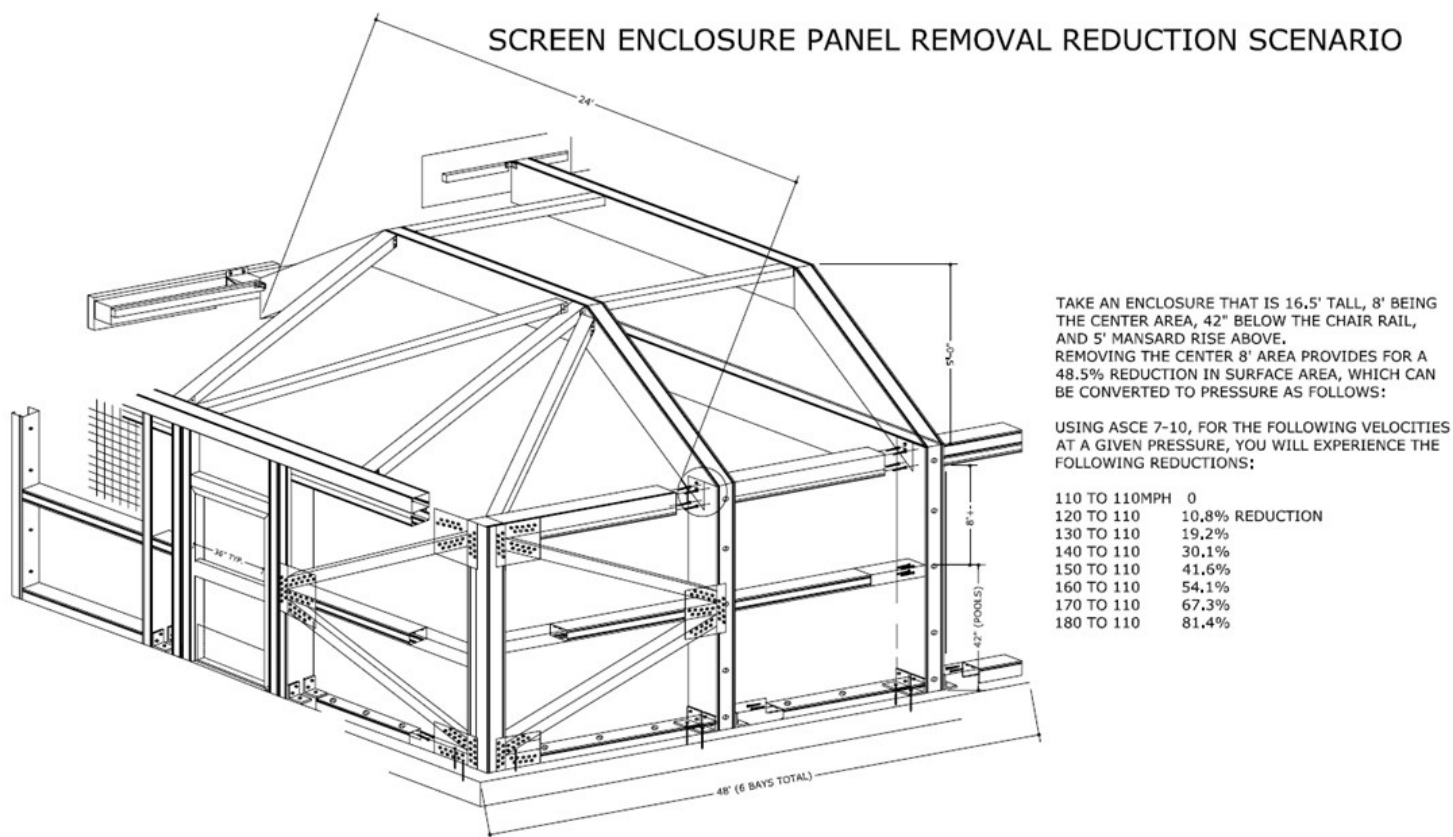 SCREEN ENCLOSURE PANEL REMOVAL REDUCTION SCENARIO
24'
5'-0"
TAKE AN ENCLOSURE THAT IS 16.5' TALL, 8' BEING
THE CENTER AREA, 42" BELOW THE CHAIR RAIL,
AND 5' MANSARD RISE ABOVE.
REMOVING THE CENTER 8' AREA PROVIDES FOR A
48.5% REDUCTION IN SURFACE AREA, WHICH CAN
BE CONVERTED TO PRESSURE AS FOLLOWS:
USING ASCE 7-10, FOR THE FOLLOWING VELOCITIES
AT A GIVEN PRESSURE, YOU WILL EXPERIENCE THE
FOLLOWING REDUCTIONS:
110 TO 110MPH 0
120 TO 110 10.8% REDUCTION
130 TO 110 19.2%
140 TO 110 30.1%
150 TO 110 41.6%
160 TO 110 54.1%
170 TO 110 67.3%
180 TO 110 81.4%
8'+-
36" TYP.
42" (POOLS)
48' (6 BAYS TOTAL)